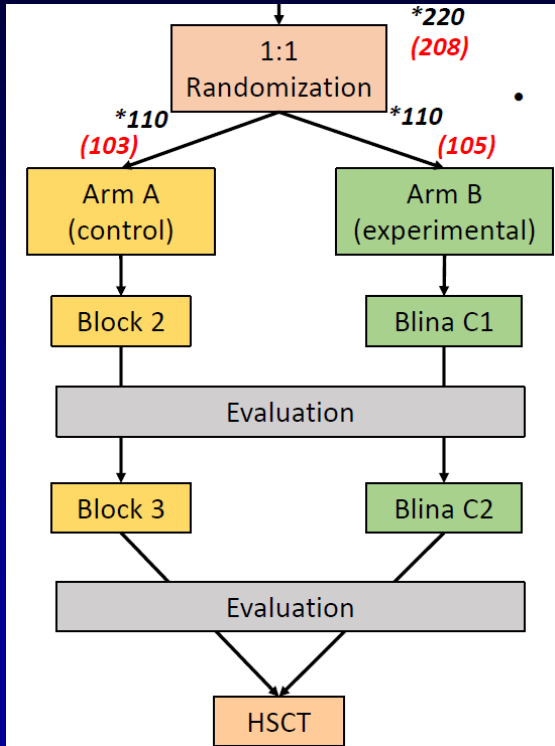 *220
1:1
(208)
Randomization
*110
*110
(103)
(105)
Arm A
(control)
Arm B
(experimental)
Block 2
Blina C1
Evaluation
Block 3
Blina C2
Evaluation
HSCT